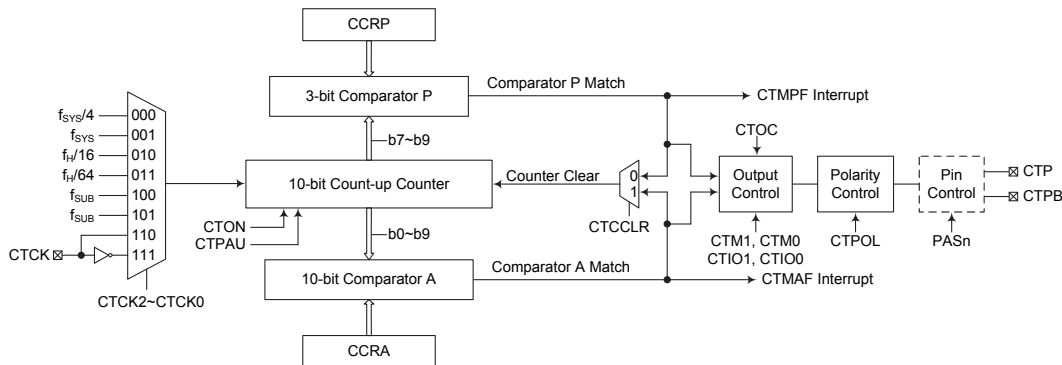 CCRP
3-bit Comparator P
Comparator P Match
CTMPF Interrupt
b7~b9
fSYS/4
000
fSYS
001
fH/16
010
fH/64
011
fSUB
100
fSUB
101
110
CTCK
111
CTCK2~CTCK0
10-bit Count-up Counter
CTON
CTPAU
Counter Clear
0
1
CTCCLR
CTOC
Output
Control
CTM1, CTM0
CTIO1, CTIO0
Polarity
Control
CTPOL
Pin
Control
PASn
CTP
CTPB
b0~b9
10-bit Comparator A
Comparator A Match
CTMAF Interrupt
CCRA